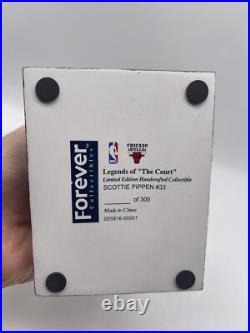 Forever
Collectibles
NBA
CHICAGO
BULLS
Legends of "The Court"
Limited Edition Handcrafted Collectible
SCOTTIE PIPPEN #33
of 300
Made in China